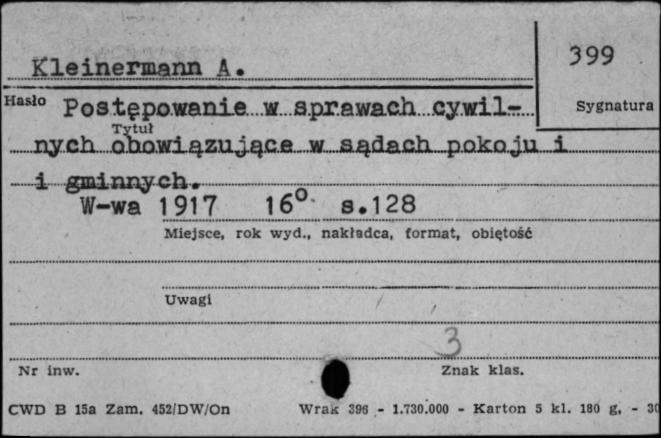 399
Kleinermann A.
Hasło Postępowanie w sprawach cywil-
Sygnatura
Tytuł
nych obowiązujące w sądach pokoju i
i gminnych.
W-wa 1917 16° s.128
Miejsce, rok wyd., nakładca, format, obiętość
Uwagi
3
Nr inw. Znak klas.
CWD B 15a Zam. 452/DW/On Wrak 396 - 1.730.000 - Karton 5 kl. 180 g. - 30